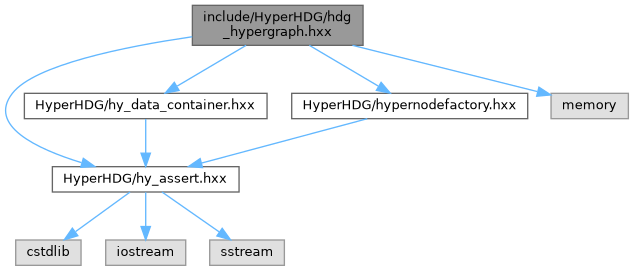 include/HyperHDG/hdg
_hypergraph.hxx
HyperHDG/hy_data_container.hxx
HyperHDG/hypernodefactory.hxx
memory
HyperHDG/hy_assert.hxx
cstdlib
iostream
sstream